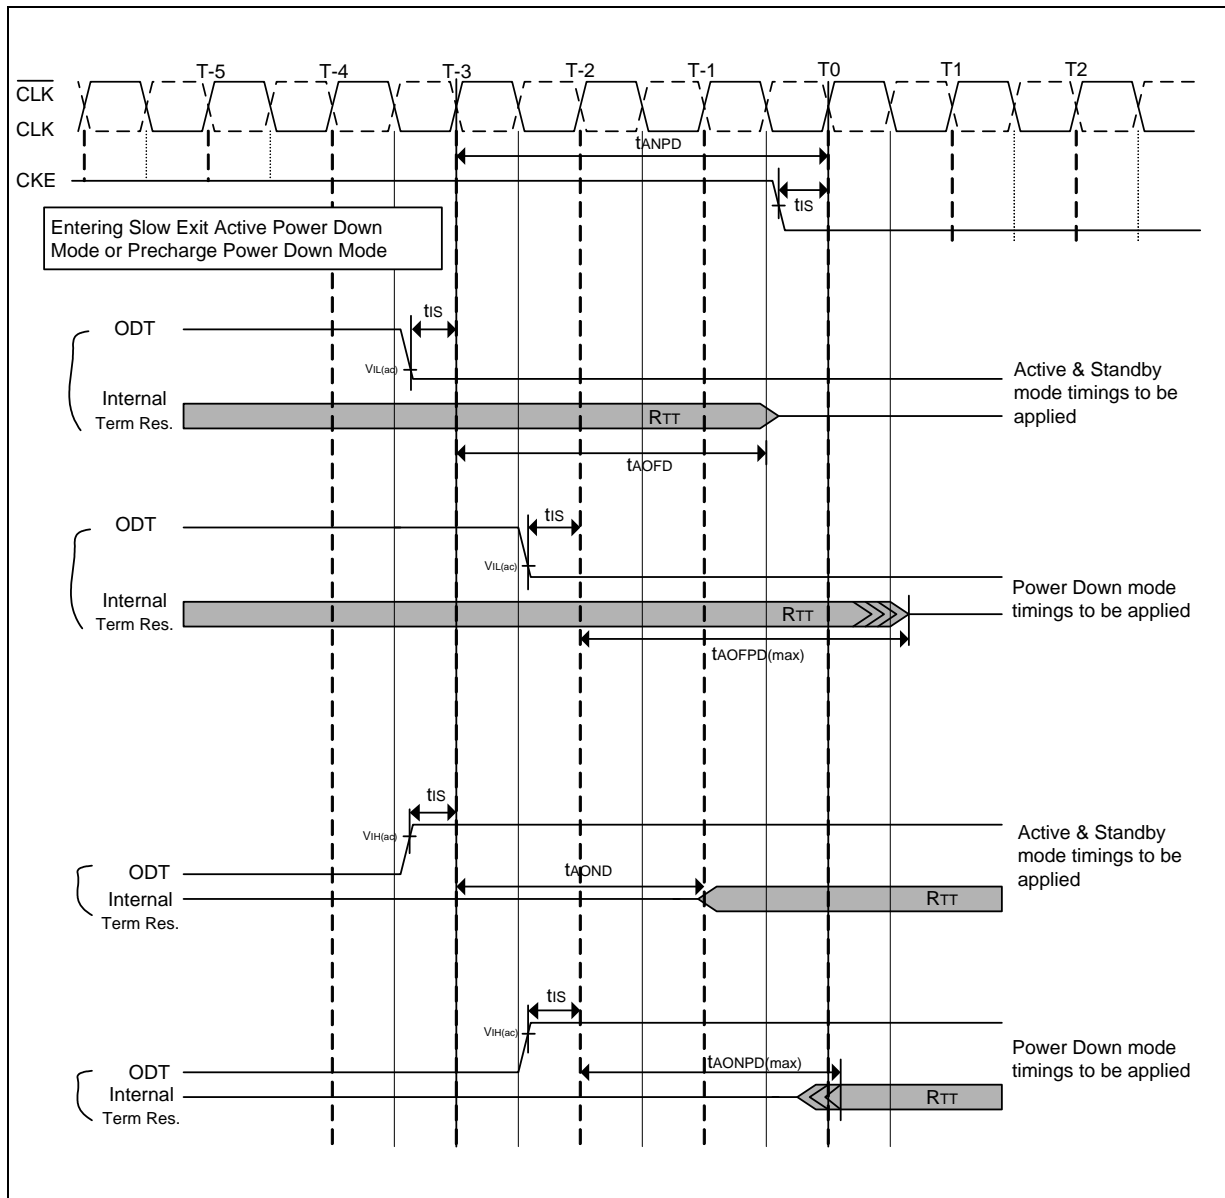 T-5 T-4 T-3 T-2 T-1 T0 T1 T2
CLK
CLK
tANPD
CKE
tIS
Entering Slow Exit Active Power Down
Mode or Precharge Power Down Mode
tIS
ODT
VIL(ac)
Active & Standby
mode timings to be
applied
Internal
Term Res.
RTT
tAOFD
tIS
ODT
VIL(ac)
Power Down mode
timings to be applied
Internal
Term Res.
RTT
tAOFPD(max)
tIS
VIH(ac)
Active & Standby
mode timings to be
applied
ODT
tAOND
Internal
Term Res.
RTT
tIS
VIH(ac)
Power Down mode
timings to be applied
tAONPD(max)
ODT
Internal
Term Res.
RTT